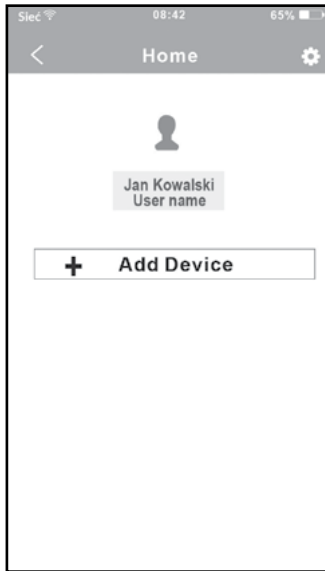 Sieć 08:42 65%
Home
Jan Kowalski
User name
Add Device